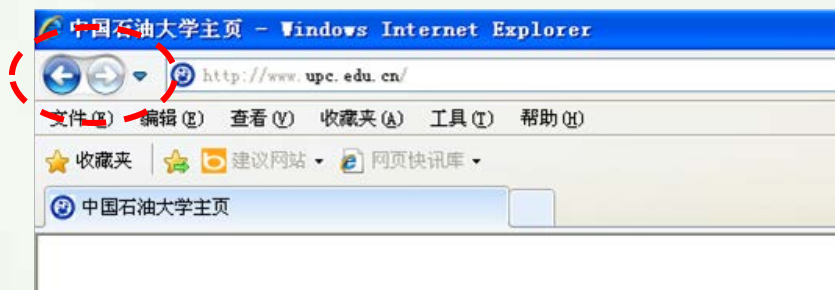 中国石油大学主页 - Windows Internet Explorer
http://www.upc.edu.cn/
文件(F) 编辑(E) 查看(V) 收藏夹(A) 工具(T) 帮助(H)
收藏夹 建议网站 网页快讯库
中国石油大学主页